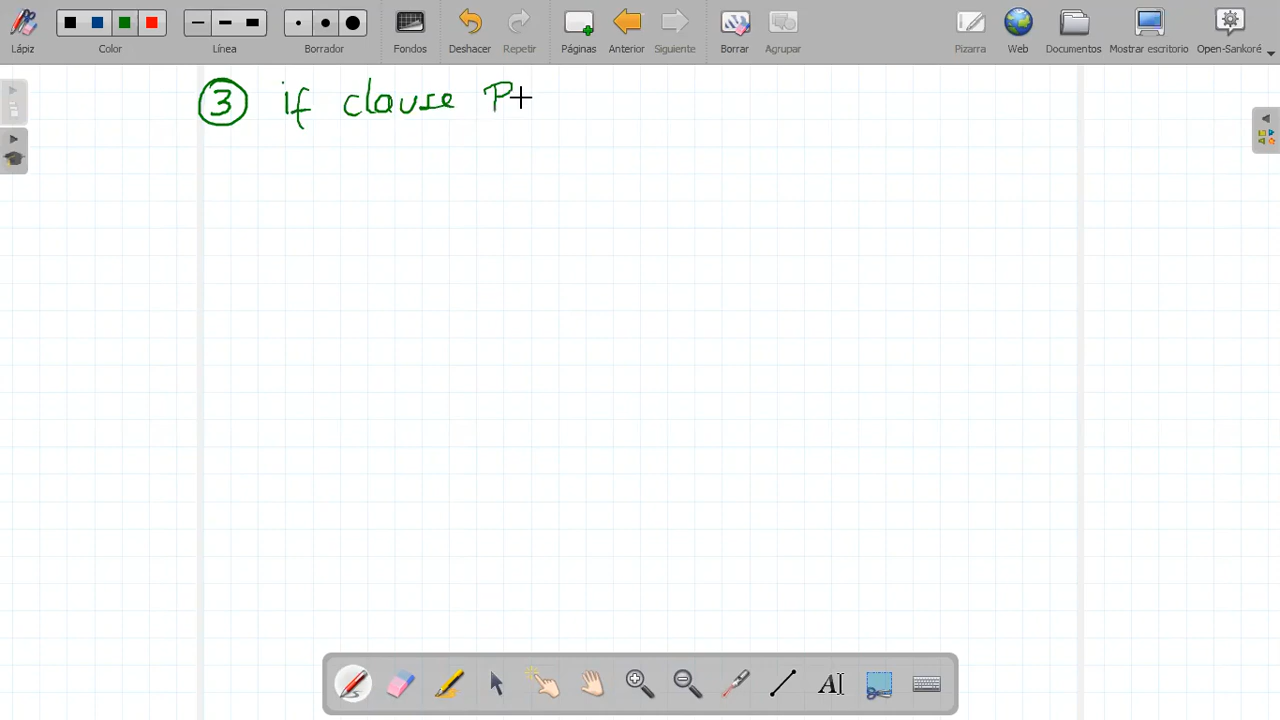 Lápiz Color Línea Borrador Fondos Deshacer Repetir Páginas Anterior Siguiente Borrar Agrupar Pizarra Web Documentos Mostrar escritorio Open-Sankoré
3 if clause P
AI